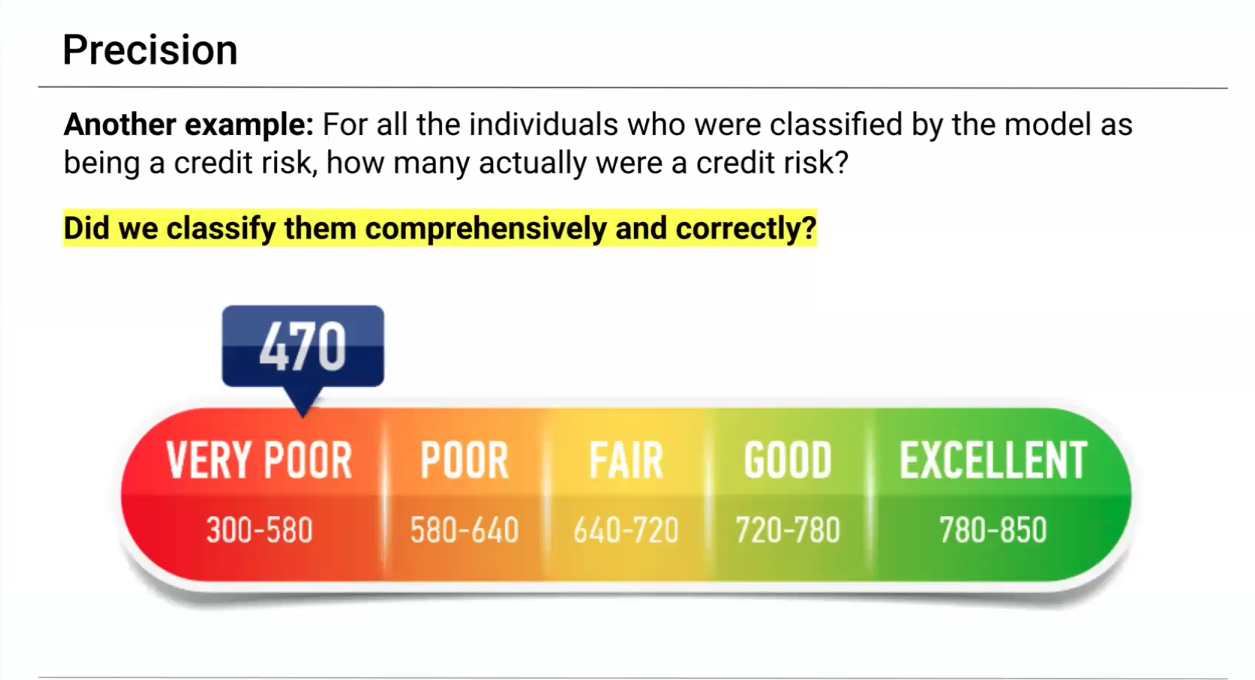 Precision
Another example: For all the individuals who were classified by the model as
being a credit risk, how many actually were a credit risk?
Did we classify them comprehensively and correctly?
470
VERY POOR POOR FAIR GOOD EXCELLENT
300-580 580-640 640-720 720-780 780-850